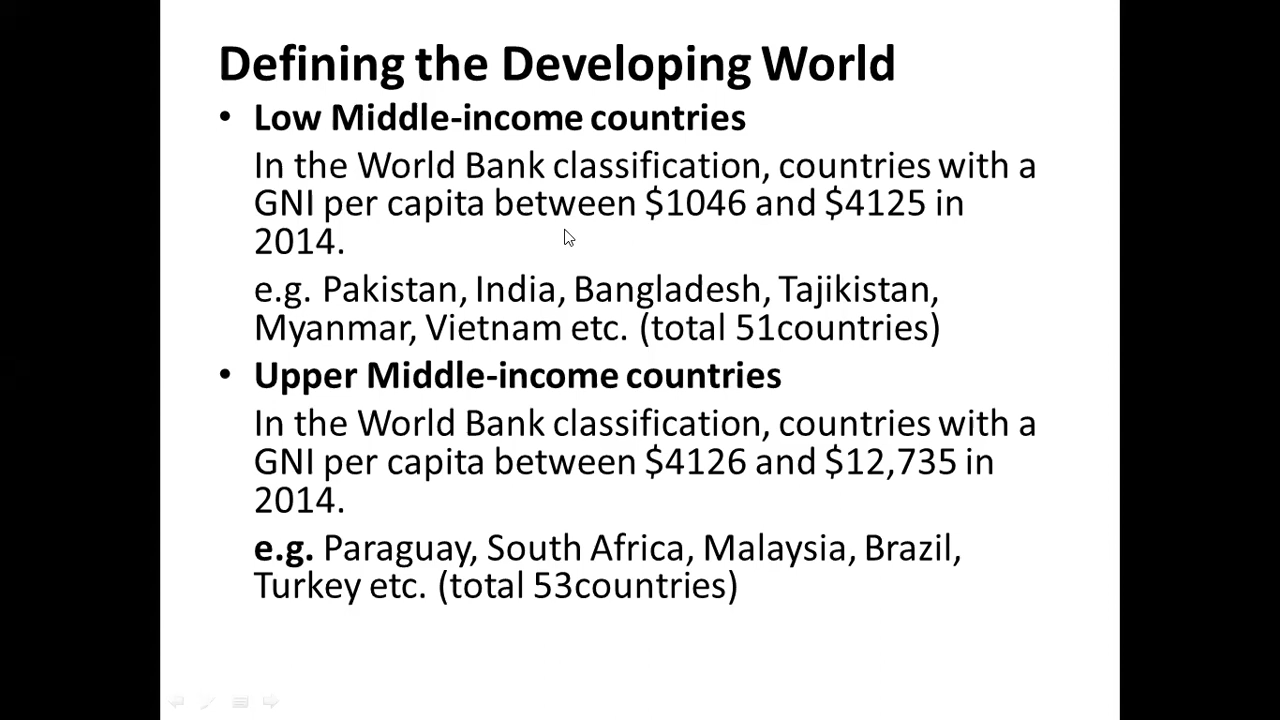 Defining the Developing World
• Low Middle-income countries
In the World Bank classification, countries with a
GNI per capita between $1046 and $4125 in
2014.
e.g. Pakistan, India, Bangladesh, Tajikistan,
Myanmar, Vietnam etc. (total 51countries)
• Upper Middle-income countries
In the World Bank classification, countries with a
GNI per capita between $4126 and $12,735 in
2014.
e.g. Paraguay, South Africa, Malaysia, Brazil,
Turkey etc. (total 53countries)